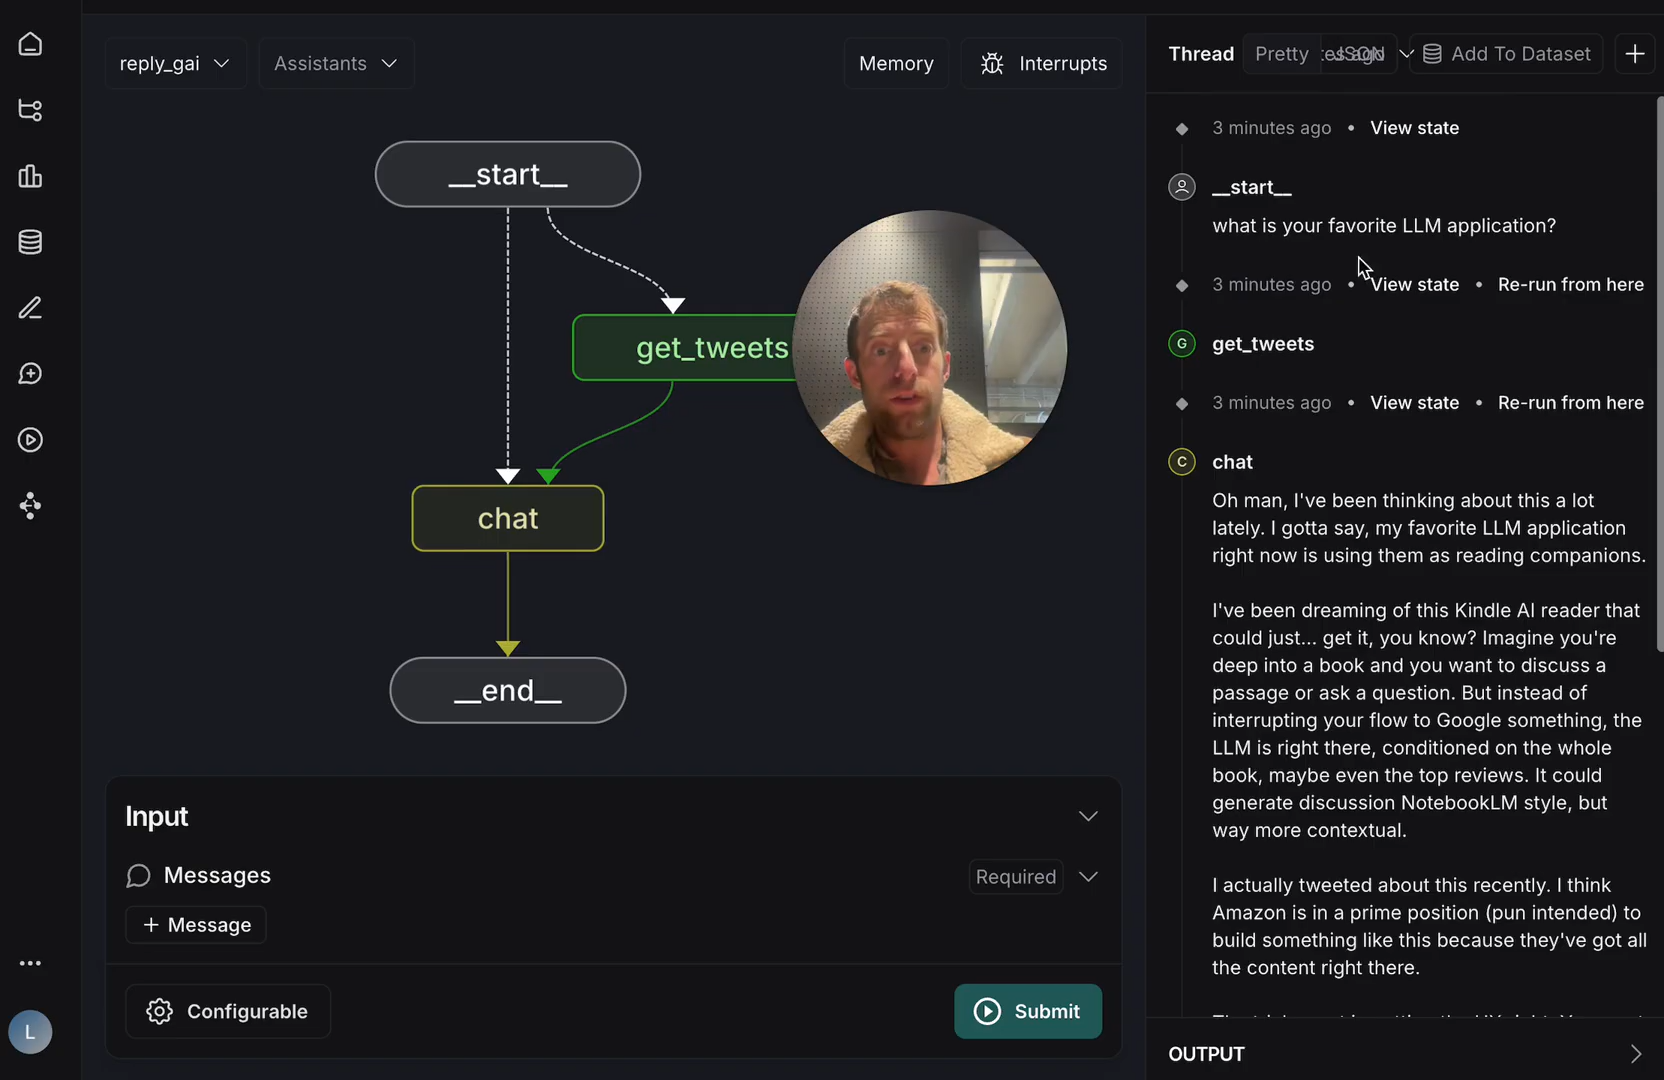 reply_gai
Assistants
Memory
Interrupts
__start__
get_tweets
chat
__end__
Input
Messages
Required
+ Message
Configurable
Submit
L
Thread
Pretty
JSON
Add To Dataset
3 minutes ago • View state
__start__
what is your favorite LLM application?
3 minutes ago • View state • Re-run from here
G
get_tweets
3 minutes ago • View state • Re-run from here
C
chat
Oh man, I've been thinking about this a lot
lately. I gotta say, my favorite LLM application
right now is using them as reading companions.
I've been dreaming of this Kindle AI reader that
could just... get it, you know? Imagine you're
deep into a book and you want to discuss a
passage or ask a question. But instead of
interrupting your flow to Google something, the
LLM is right there, conditioned on the whole
book, maybe even the top reviews. It could
generate discussion NotebookLM style, but
way more contextual.
I actually tweeted about this recently. I think
Amazon is in a prime position (pun intended) to
build something like this because they've got all
the content right there.
OUTPUT